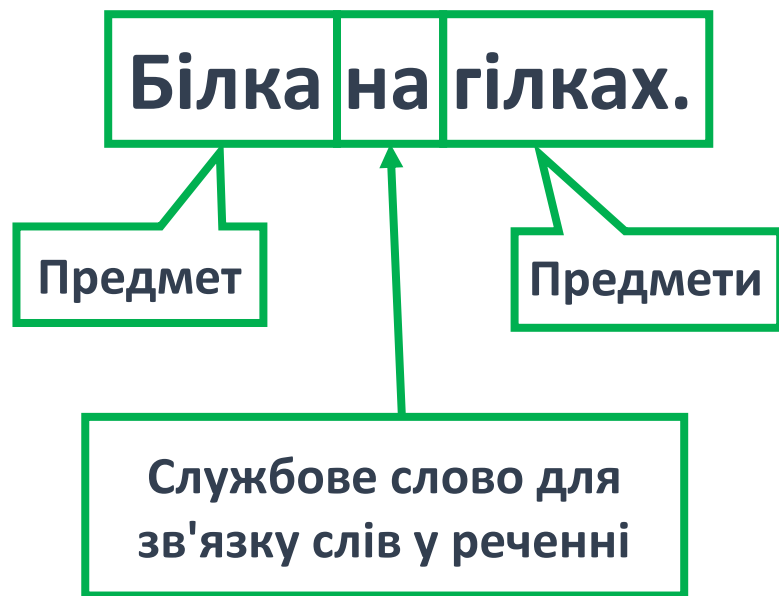 Білка на гілках.
Предмет
Предмети
Службове слово для
зв'язку слів у реченні